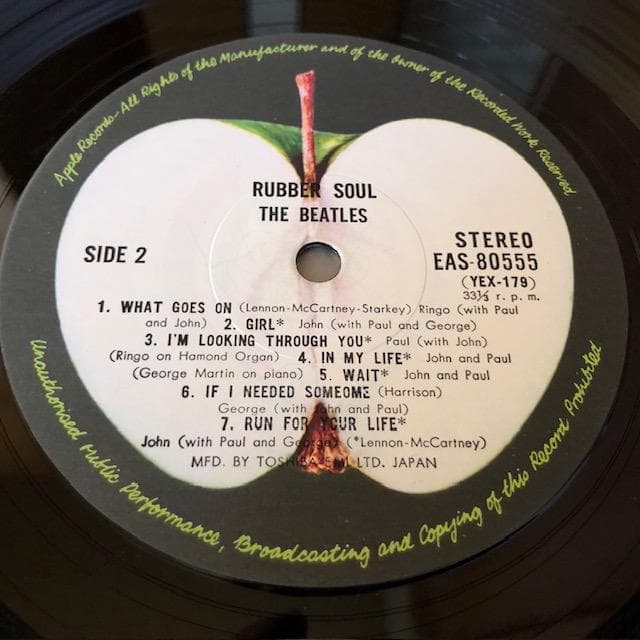 Apple Records-All Rights of the Manufacturer and of the Owner of the Recorded Work Reserved
RUBBER SOUL
THE BEATLES
SIDE 2
STEREO
EAS-80555
(YEX-179)
33⅓ r. p. m.
1. WHAT GOES ON (Lennon-McCartney-Starkey) Ringo (with Paul
and John) 2. GIRL* John (with Paul and George)
3. I'M LOOKING THROUGH YOU* Paul (with John)
(Ringo on Hamond Organ) 4. IN MY LIFE* John and Paul
(George Martin on piano) 5. WAIT* John and Paul
6. IF I NEEDED SOMEONE (Harrison)
George (with John and Paul)
7. RUN FOR YOUR LIFE*
John (with Paul and George) (*Lennon-McCartney)
MFD. BY TOSHIBA EMI LTD. JAPAN
Unauthorised Public Performance, Broadcasting and Copying of this Record Prohibited